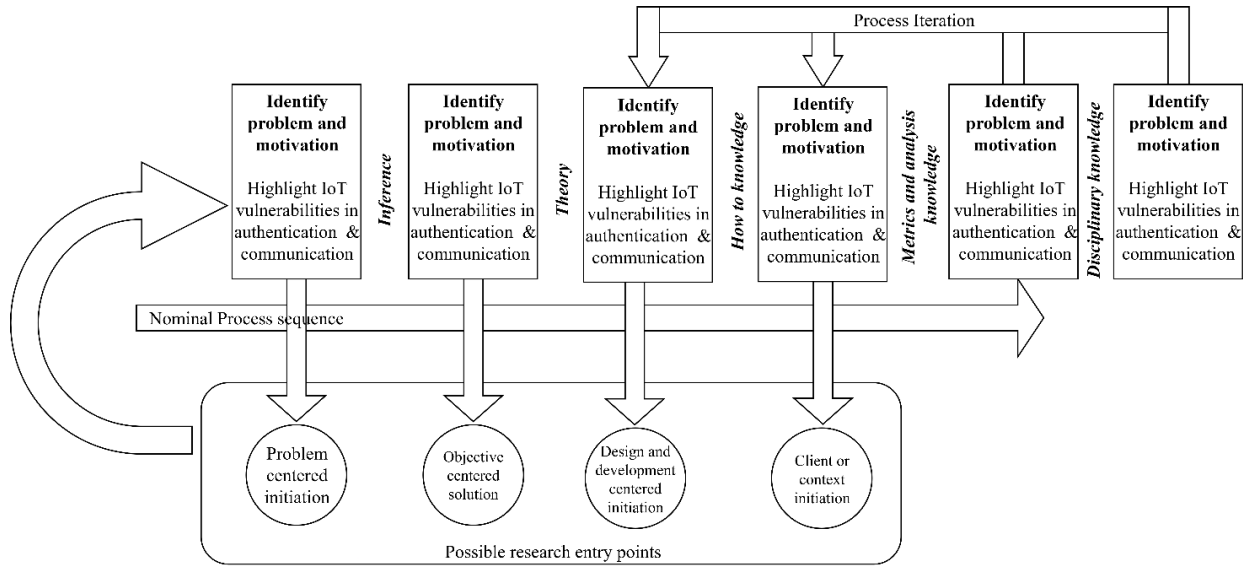 Process Iteration
Identify
problem and
motivation
Highlight IoT
vulnerabilities in
authentication &
communication
Inference
Identify
problem and
motivation
Highlight IoT
vulnerabilities in
authentication &
communication
Theory
Identify
problem and
motivation
Highlight IoT
vulnerabilities in
authentication &
communication
How to knowledge
Identify
problem and
motivation
Highlight IoT
vulnerabilities in
authentication &
communication
Metrics and analysis
knowledge
Identify
problem and
motivation
Highlight IoT
vulnerabilities in
authentication &
communication
Disciplinary knowledge
Identify
problem and
motivation
Highlight IoT
vulnerabilities in
authentication &
communication
Nominal Process sequence
Problem
centered
initiation
Objective
centered
solution
Design and
development
centered
initiation
Client or
context
initiation
Possible research entry points